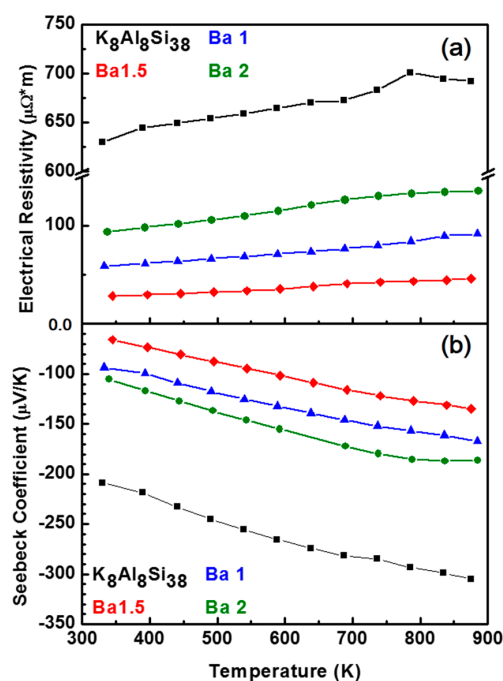 750
K8Al8Si38 Ba 1 (a)
700
Ba1.5 Ba 2
650
600
100
Electrical Resistivity (μΩ*m)
0.0
(b)
-50
-100
-150
-200
-250
-300
-350
Seebeck Coefficient (μV/K)
K8Al8Si38 Ba 1
Ba1.5 Ba 2
300 400 500 600 700 800 900
Temperature (K)